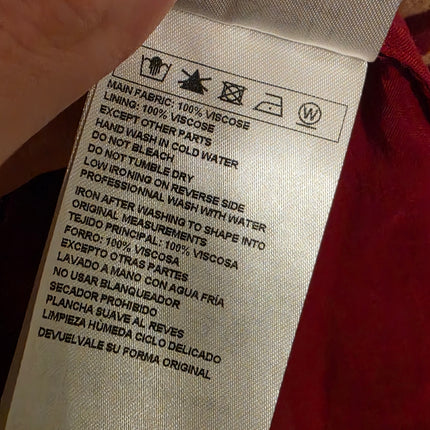 W
MAIN FABRIC: 100% VISCOSE
LINING: 100% VISCOSE
EXCEPT OTHER PARTS
HAND WASH IN COLD WATER
DO NOT BLEACH
DO NOT TUMBLE DRY
LOW IRONING ON REVERSE SIDE
PROFESSIONNAL WASH WITH WATER
IRON AFTER WASHING TO SHAPE INTO
ORIGINAL MEASUREMENTS
TEJIDO PRINCIPAL: 100% VISCOSA
FORRO: 100% VISCOSA
EXCEPTO OTRAS PARTES
LAVADO A MANO CON AGUA FRÍA
NO USAR BLANQUEADOR
SECADOR PROHIBIDO
PLANCHA SUAVE AL REVES
LIMPIEZA HÚMEDA CICLO DELICADO
DEVUELVALE SU FORMA ORIGINAL